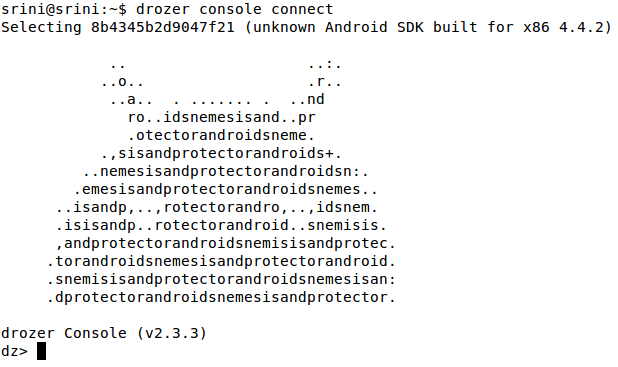 srini@srini:~$ drozer console connect
Selecting 8b4345b2d9047f21 (unknown Android SDK built for x86 4.4.2)

            ..                    ..:.
           ..o..                  .r..
            ..a..  . ....... .  ..nd
              ro..idsnemesisand..pr
              .otectorandroidsneme.
           .,sisandprotectorandroids+.
         ..nemesisandprotectorandroidsn:.
        .emesisandprotectorandroidsnemes..
      ..isandp,..,rotectorandro,..,idsnem.
      .isisandp..rotectorandroid..snemisis.
      ,andprotectorandroidsnemisisandprotec.
     .torandroidsnemesisandprotectorandroid.
     .snemisisandprotectorandroidsnemesisan:
     .dprotectorandroidsnemesisandprotector.

drozer Console (v2.3.3)
dz>